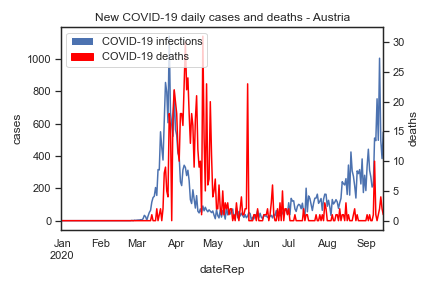 New COVID-19 daily cases and deaths - Austria
COVID-19 infections
COVID-19 deaths
1000
800
600
400
200
0
cases
30
25
20
15
10
5
0
deaths
Jan Feb Mar Apr May Jun Jul Aug Sep
2020
dateRep